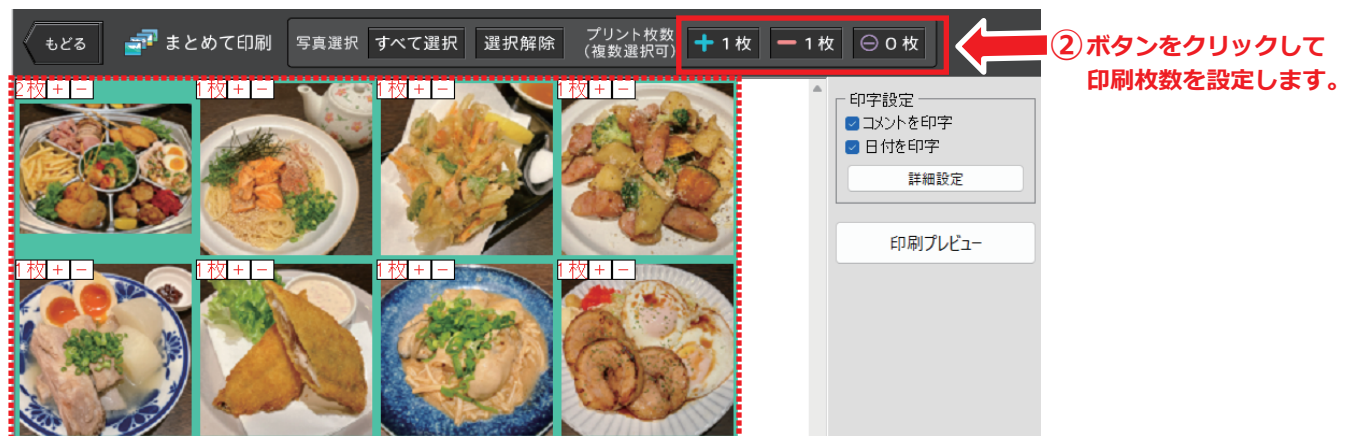 もどる
まとめて印刷
写真選択
すべて選択
選択解除
プリント枚数
(複数選択可)
+ 1 枚
− 1 枚
0 枚
② ボタンをクリックして
印刷枚数を設定します。
2枚 + −
1枚 + −
1枚 + −
1枚 + −
印字設定
コメントを印字
日付を印字
詳細設定
印刷プレビュー
1枚 + −
1枚 + −
1枚 + −
1枚 + −